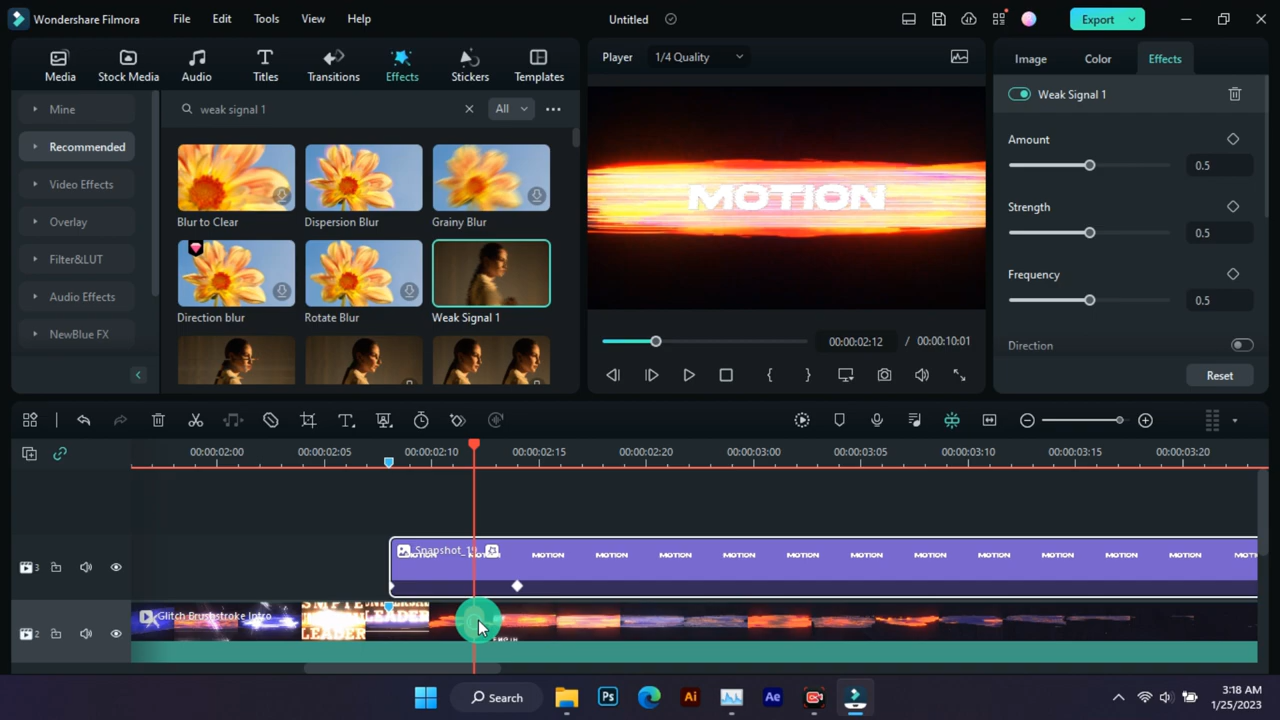 Wondershare Filmora
File Edit Tools View Help
Untitled
Export
Media
Stock Media
Audio
Titles
Transitions
Effects
Stickers
Templates
Player
1/4 Quality
Image
Color
Effects
Mine
Recommended
Video Effects
Overlay
Filter&LUT
Audio Effects
NewBlue FX
weak signal 1
All
Blur to Clear
Dispersion Blur
Grainy Blur
Direction blur
Rotate Blur
Weak Signal 1
MOTION
00:00:02:12 / 00:00:10:01
Weak Signal 1
Amount
0.5
Strength
0.5
Frequency
0.5
Direction
Reset
00:00:02:00 00:00:02:05 00:00:02:10 00:00:02:15 00:00:02:20 00:00:03:00 00:00:03:05 00:00:03:10 00:00:03:15 00:00:03:20
3
MOTION MOTION MOTION MOTION MOTION MOTION MOTION MOTION MOTION MOTION MOTION
2
Glitch Brushstroke Intro
LEADER
LEADER
Search
Ps
Ai
Ae
3:18 AM
1/25/2023